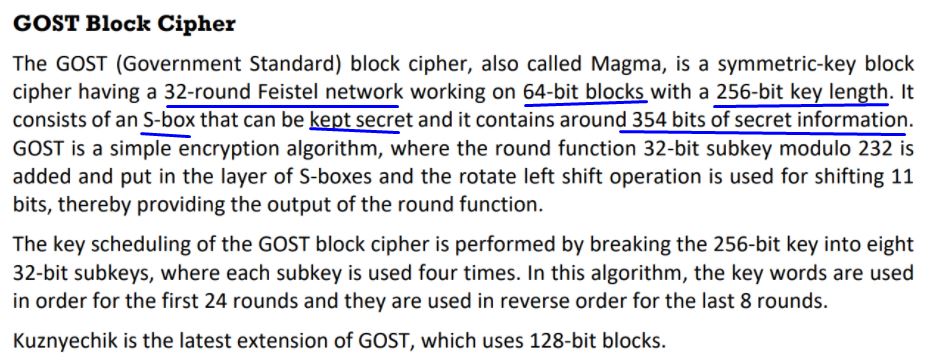 GOST Block Cipher
The GOST (Government Standard) block cipher, also called Magma, is a symmetric-key block
cipher having a 32-round Feistel network working on 64-bit blocks with a 256-bit key length. It
consists of an S-box that can be kept secret and it contains around 354 bits of secret information.
GOST is a simple encryption algorithm, where the round function 32-bit subkey modulo 232 is
added and put in the layer of S-boxes and the rotate left shift operation is used for shifting 11
bits, thereby providing the output of the round function.
The key scheduling of the GOST block cipher is performed by breaking the 256-bit key into eight
32-bit subkeys, where each subkey is used four times. In this algorithm, the key words are used
in order for the first 24 rounds and they are used in reverse order for the last 8 rounds.
Kuznyechik is the latest extension of GOST, which uses 128-bit blocks.